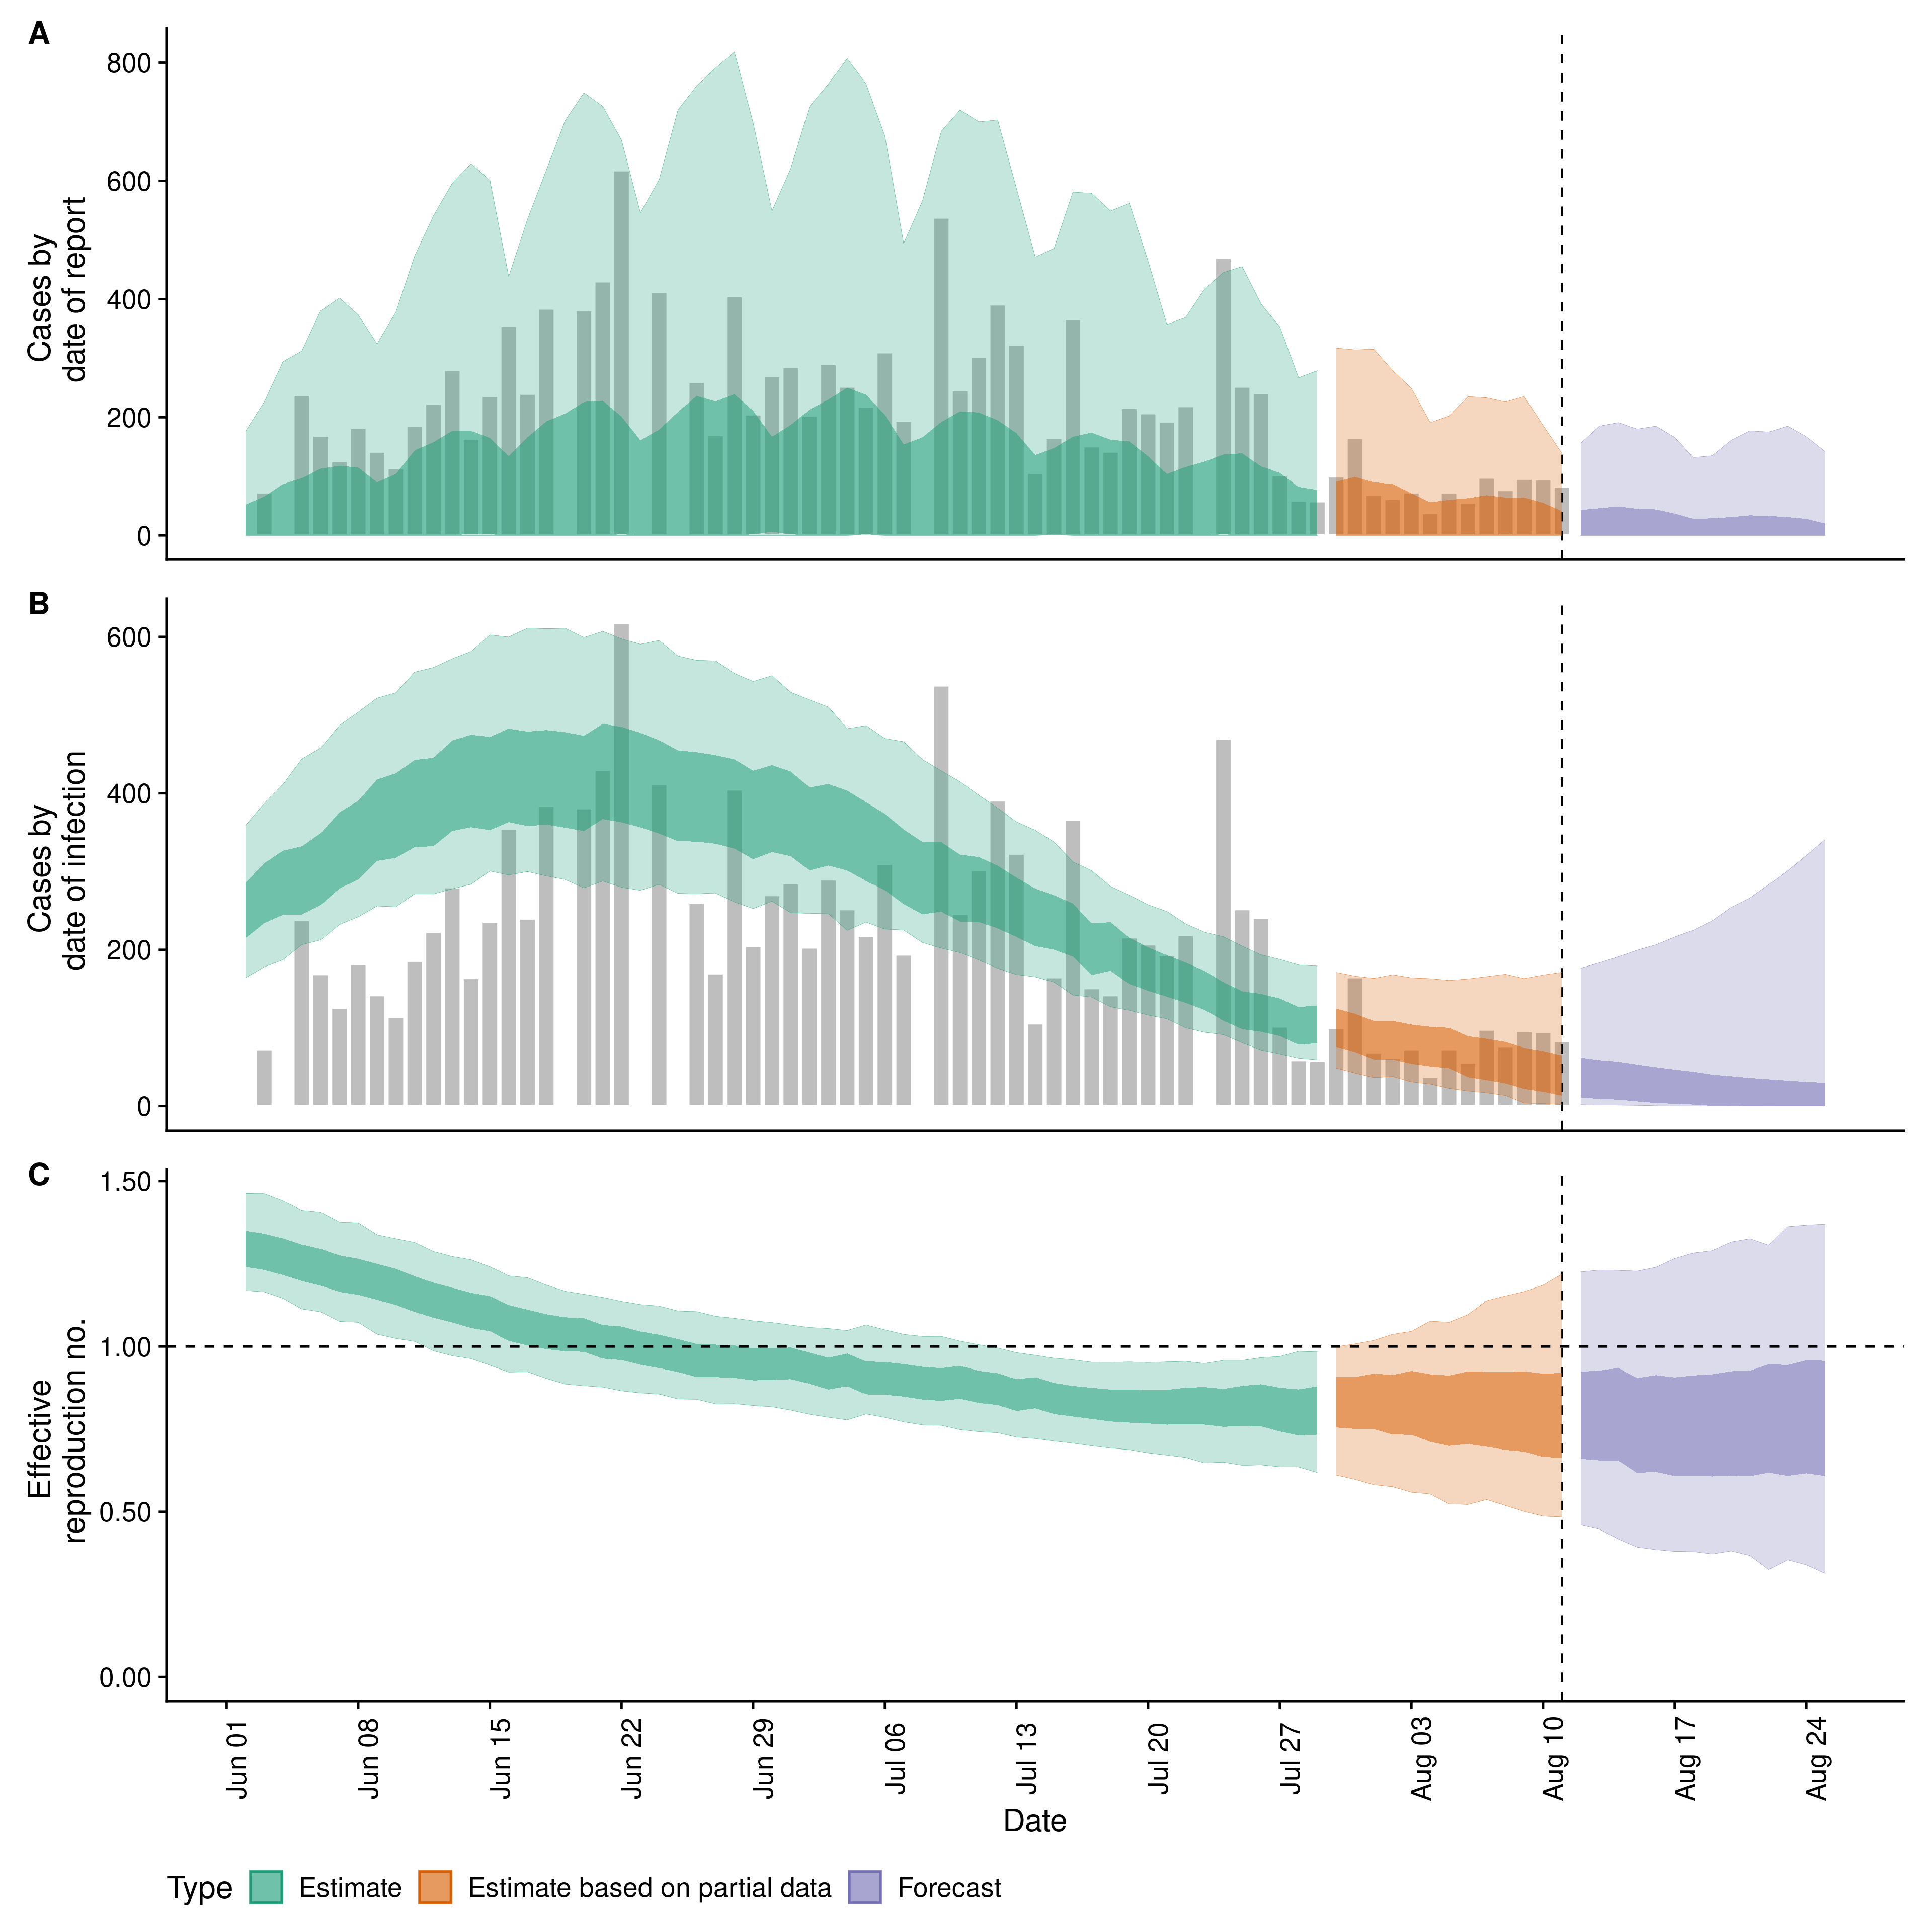 A
Cases by
date of report
800
600
400
200
0
B
Cases by
date of infection
600
400
200
0
C
Effective
reproduction no.
1.50
1.00
0.50
0.00
Jun 01
Jun 08
Jun 15
Jun 22
Jun 29
Jul 06
Jul 13
Jul 20
Jul 27
Aug 03
Aug 10
Aug 17
Aug 24
Date
Type Estimate Estimate based on partial data Forecast